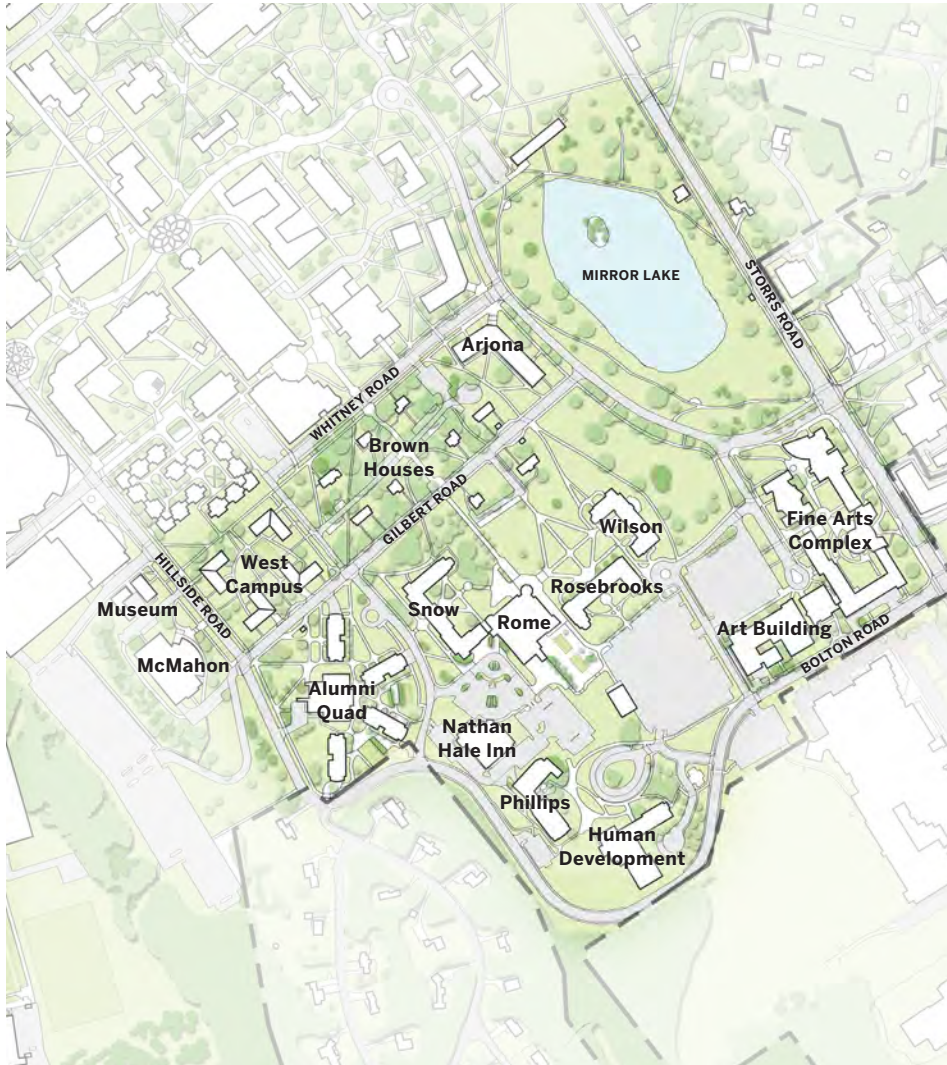 MIRROR LAKE
STORRS ROAD
Arjona
WHITNEY ROAD
Brown
Houses
GILBERT ROAD
Wilson
Fine Arts
Complex
West
Campus
HILLSIDE ROAD
Museum
Snow
Rosebrooks
Rome
Art Building
BOLTON ROAD
McMahon
Alumni
Quad
Nathan
Hale Inn
Phillips
Human
Development